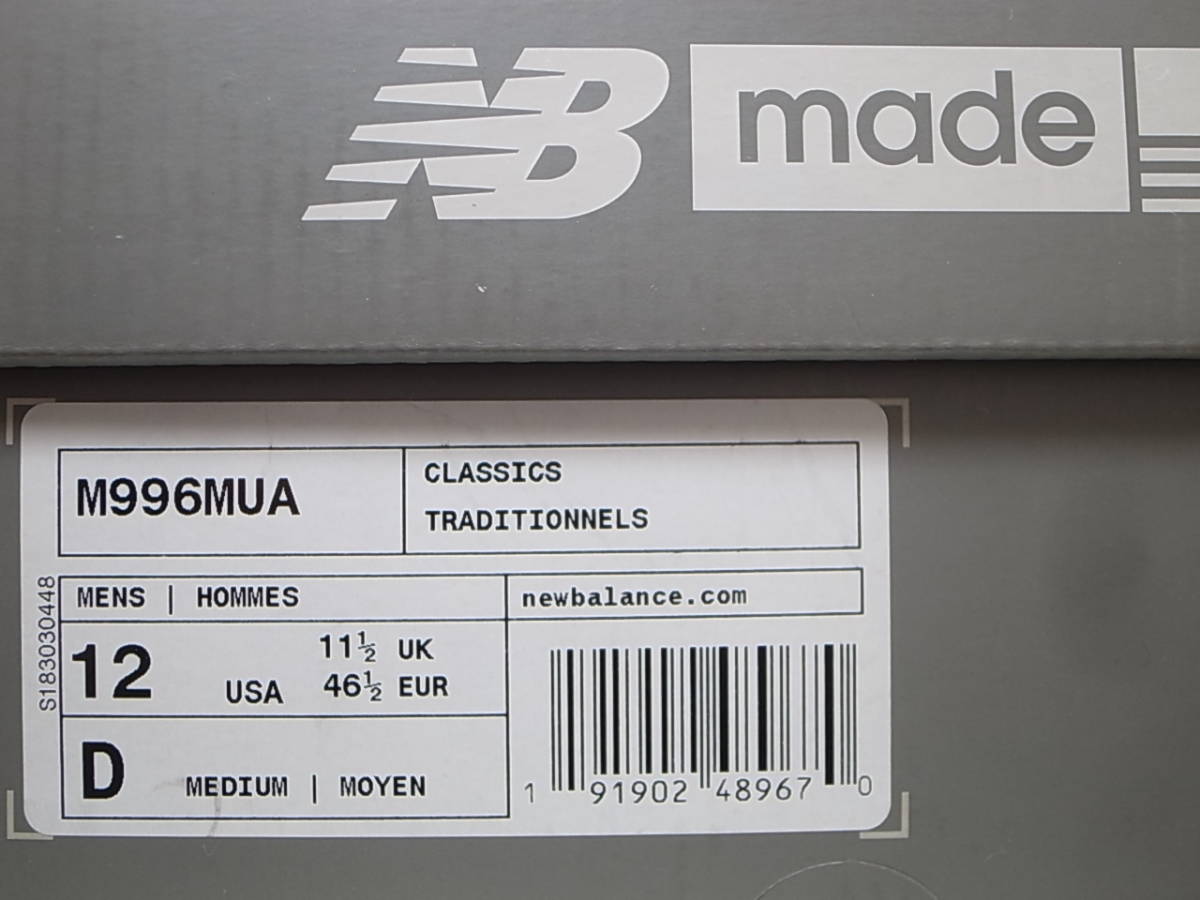 NB made
M996MUA
CLASSICS
TRADITIONNELS
S183030448
MENS | HOMMES
newbalance.com
12 USA
11½ UK
46½ EUR
D MEDIUM | MOYEN
1 91902 48967 0